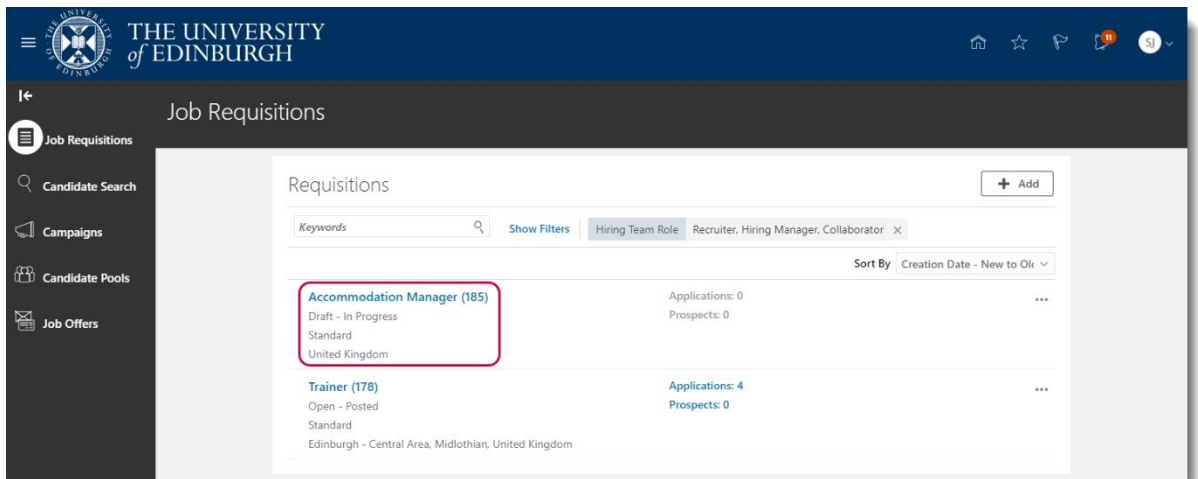 THE UNIVERSITY
of EDINBURGH
11
SJ
Job Requisitions
Job Requisitions
Candidate Search
Campaigns
Candidate Pools
Job Offers
Requisitions
+ Add
Keywords
Show Filters
Hiring Team Role Recruiter, Hiring Manager, Collaborator ×
Sort By Creation Date - New to Old
Accommodation Manager (185)
Applications: 0
Draft - In Progress
Prospects: 0
Standard
United Kingdom
Trainer (178)
Applications: 4
Open - Posted
Prospects: 0
Standard
Edinburgh - Central Area, Midlothian, United Kingdom